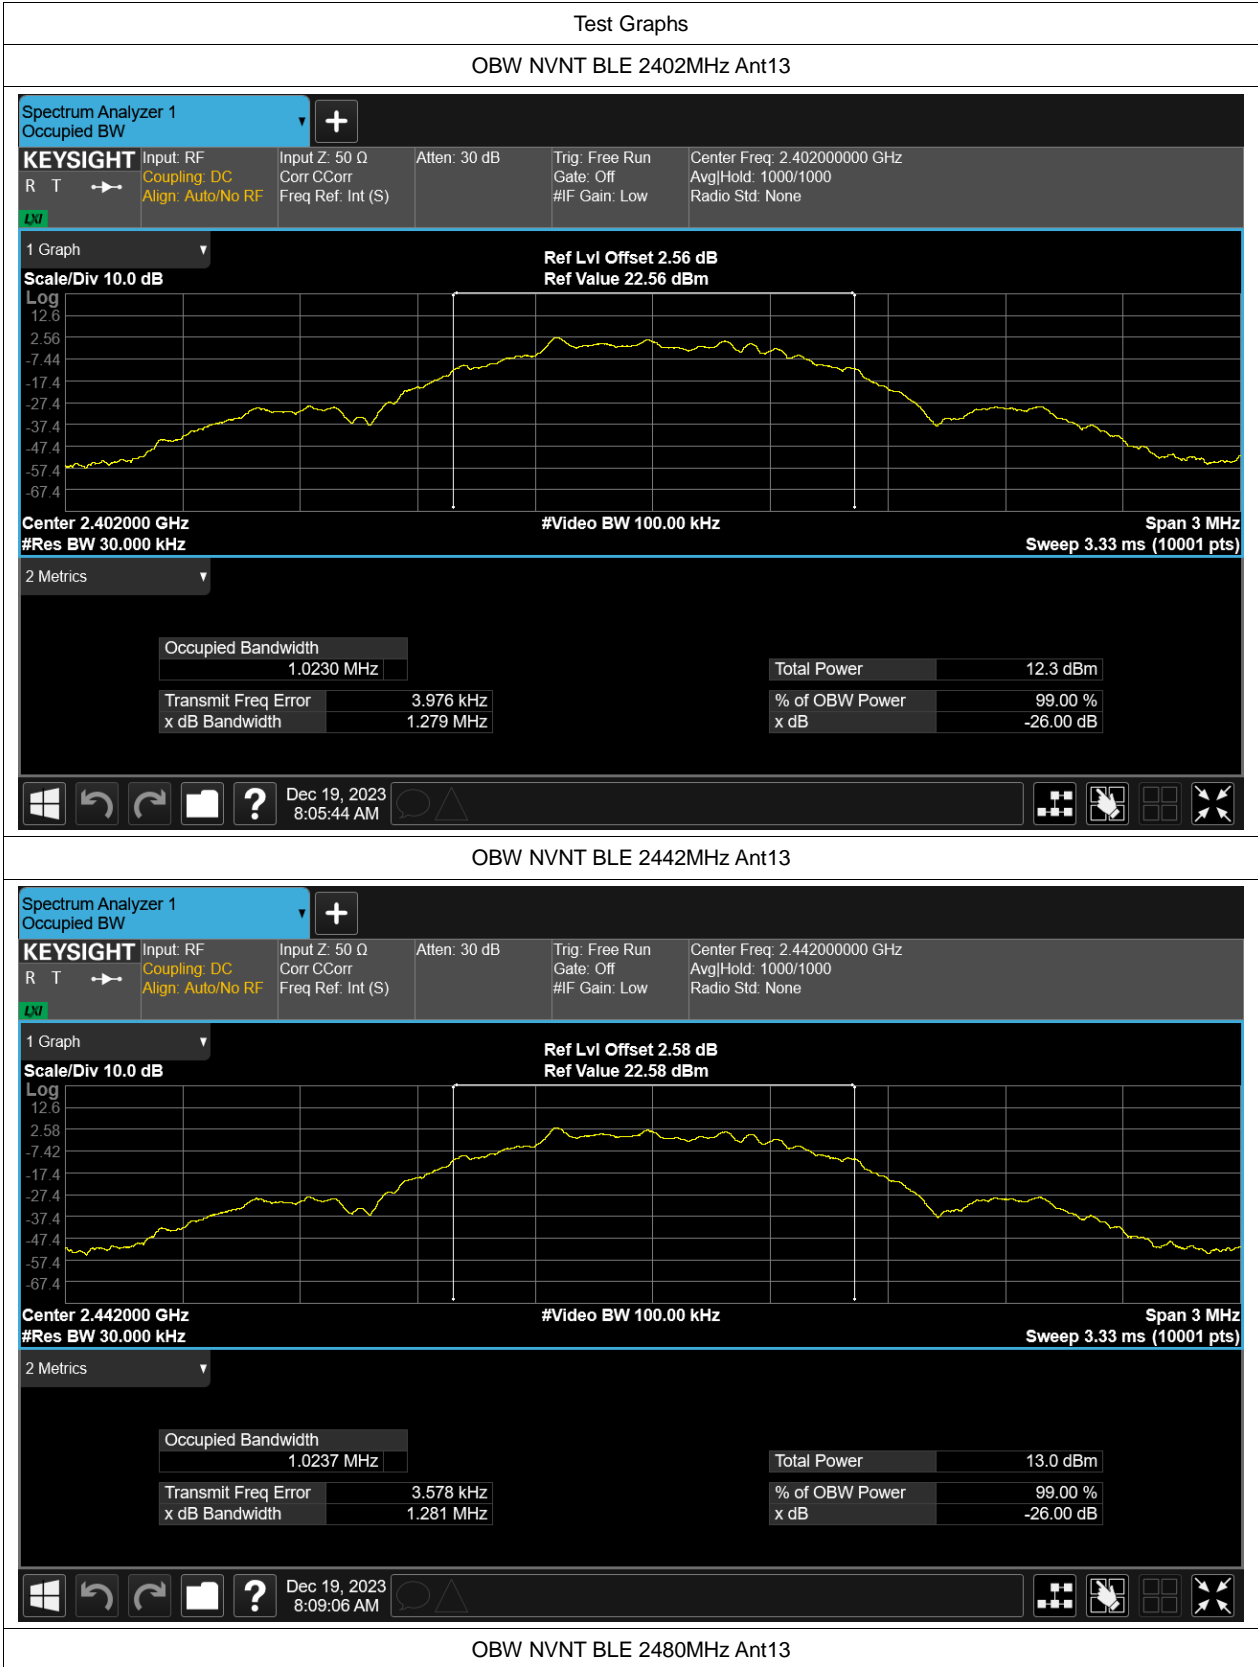 Test Graphs
OBW NVNT BLE 2402MHz Ant13
Spectrum Analyzer 1
Occupied BW
KEYSIGHT
R T
LXI
Input: RF
Coupling: DC
Align: Auto/No RF
Input Z: 50 Ω
Corr CCorr
Freq Ref: Int (S)
Atten: 30 dB
Trig: Free Run
Gate: Off
#IF Gain: Low
Center Freq: 2.402000000 GHz
Avg|Hold: 1000/1000
Radio Std: None
1 Graph
Scale/Div 10.0 dB
Ref Lvl Offset 2.56 dB
Ref Value 22.56 dBm
Log
12.6
2.56
-7.44
-17.4
-27.4
-37.4
-47.4
-57.4
-67.4
Center 2.402000 GHz
#Video BW 100.00 kHz
Span 3 MHz
#Res BW 30.000 kHz
Sweep 3.33 ms (10001 pts)
2 Metrics
Occupied Bandwidth
1.0230 MHz
Total Power 12.3 dBm
Transmit Freq Error 3.976 kHz
% of OBW Power 99.00 %
x dB Bandwidth 1.279 MHz
x dB -26.00 dB
?
Dec 19, 2023
8:05:44 AM
OBW NVNT BLE 2442MHz Ant13
Spectrum Analyzer 1
Occupied BW
KEYSIGHT
R T
LXI
Input: RF
Coupling: DC
Align: Auto/No RF
Input Z: 50 Ω
Corr CCorr
Freq Ref: Int (S)
Atten: 30 dB
Trig: Free Run
Gate: Off
#IF Gain: Low
Center Freq: 2.442000000 GHz
Avg|Hold: 1000/1000
Radio Std: None
1 Graph
Scale/Div 10.0 dB
Ref Lvl Offset 2.58 dB
Ref Value 22.58 dBm
Log
12.6
2.58
-7.42
-17.4
-27.4
-37.4
-47.4
-57.4
-67.4
Center 2.442000 GHz
#Video BW 100.00 kHz
Span 3 MHz
#Res BW 30.000 kHz
Sweep 3.33 ms (10001 pts)
2 Metrics
Occupied Bandwidth
1.0237 MHz
Total Power 13.0 dBm
Transmit Freq Error 3.578 kHz
% of OBW Power 99.00 %
x dB Bandwidth 1.281 MHz
x dB -26.00 dB
?
Dec 19, 2023
8:09:06 AM
OBW NVNT BLE 2480MHz Ant13